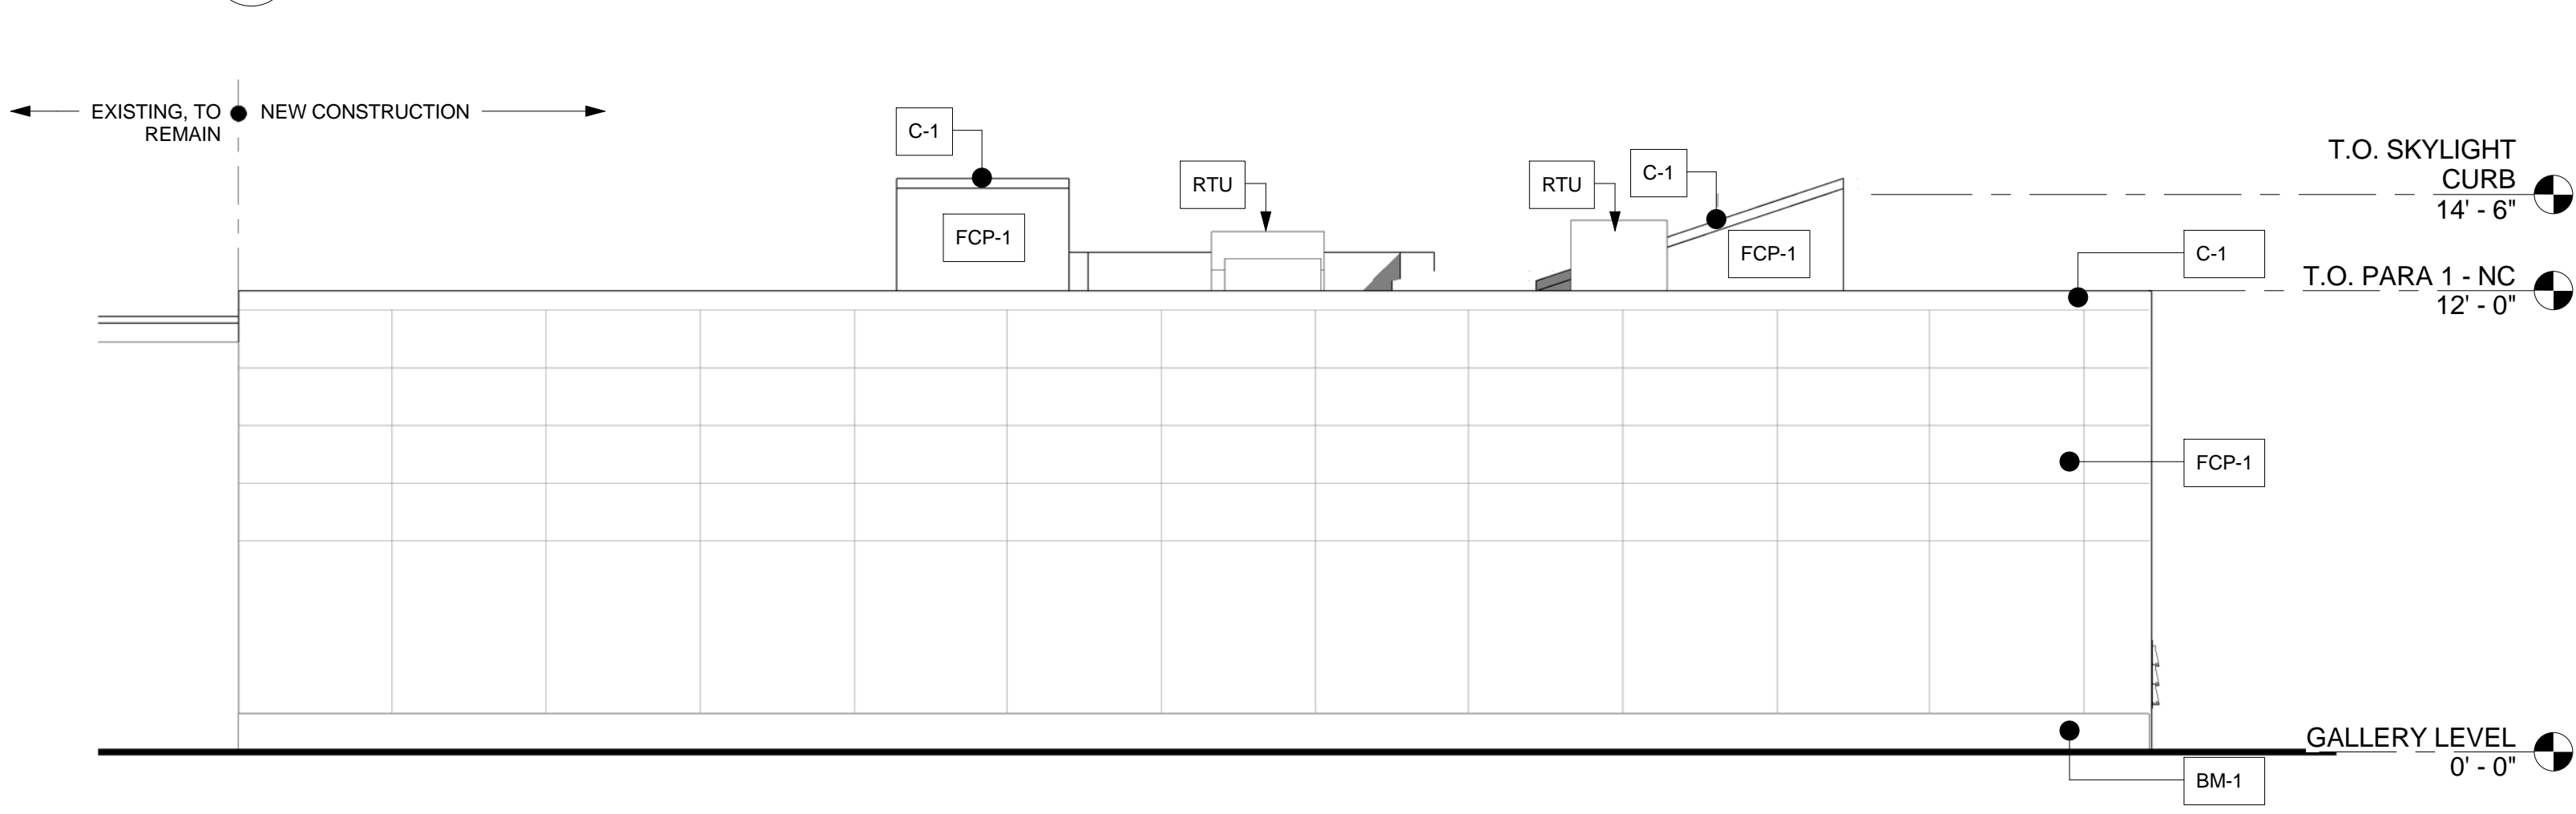 EXISTING, TO
REMAIN
NEW CONSTRUCTION
C-1
RTU
RTU
C-1
FCP-1
FCP-1
T.O. SKYLIGHT
CURB
14' - 6"
C-1
T.O. PARA 1 - NC
12' - 0"
FCP-1
GALLERY LEVEL
0' - 0"
BM-1